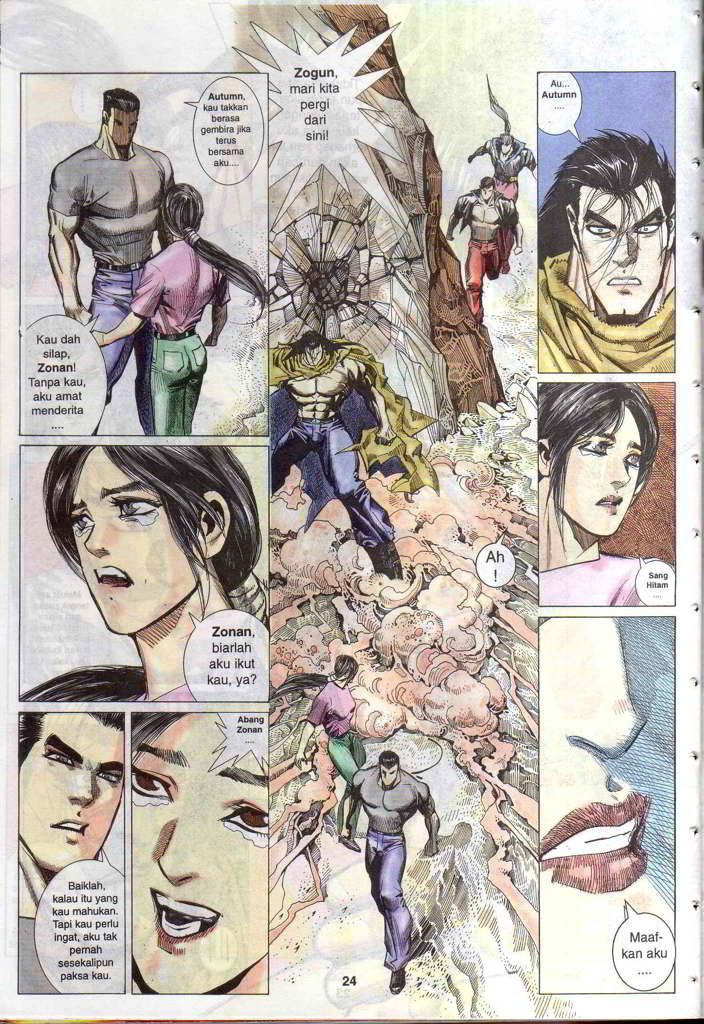 Autumn,
kau takkan
berasa
gembira jika
terus
bersama
aku....
Kau dah
silap,
Zonan!
Tanpa kau,
aku amat
menderita
....
Zonan,
biarlah
aku ikut
kau, ya?
Baiklah,
kalau itu yang
kau mahukan.
Tapi kau perlu
ingat, aku tak
pernah
sesekalipun
paksa kau.
Abang
Zonan
....
Zogun,
mari kita
pergi
dari
sini!
Ah
!
24
Au...
Autumn
....
Sang
Hitam
....
Maaf-
kan aku
....